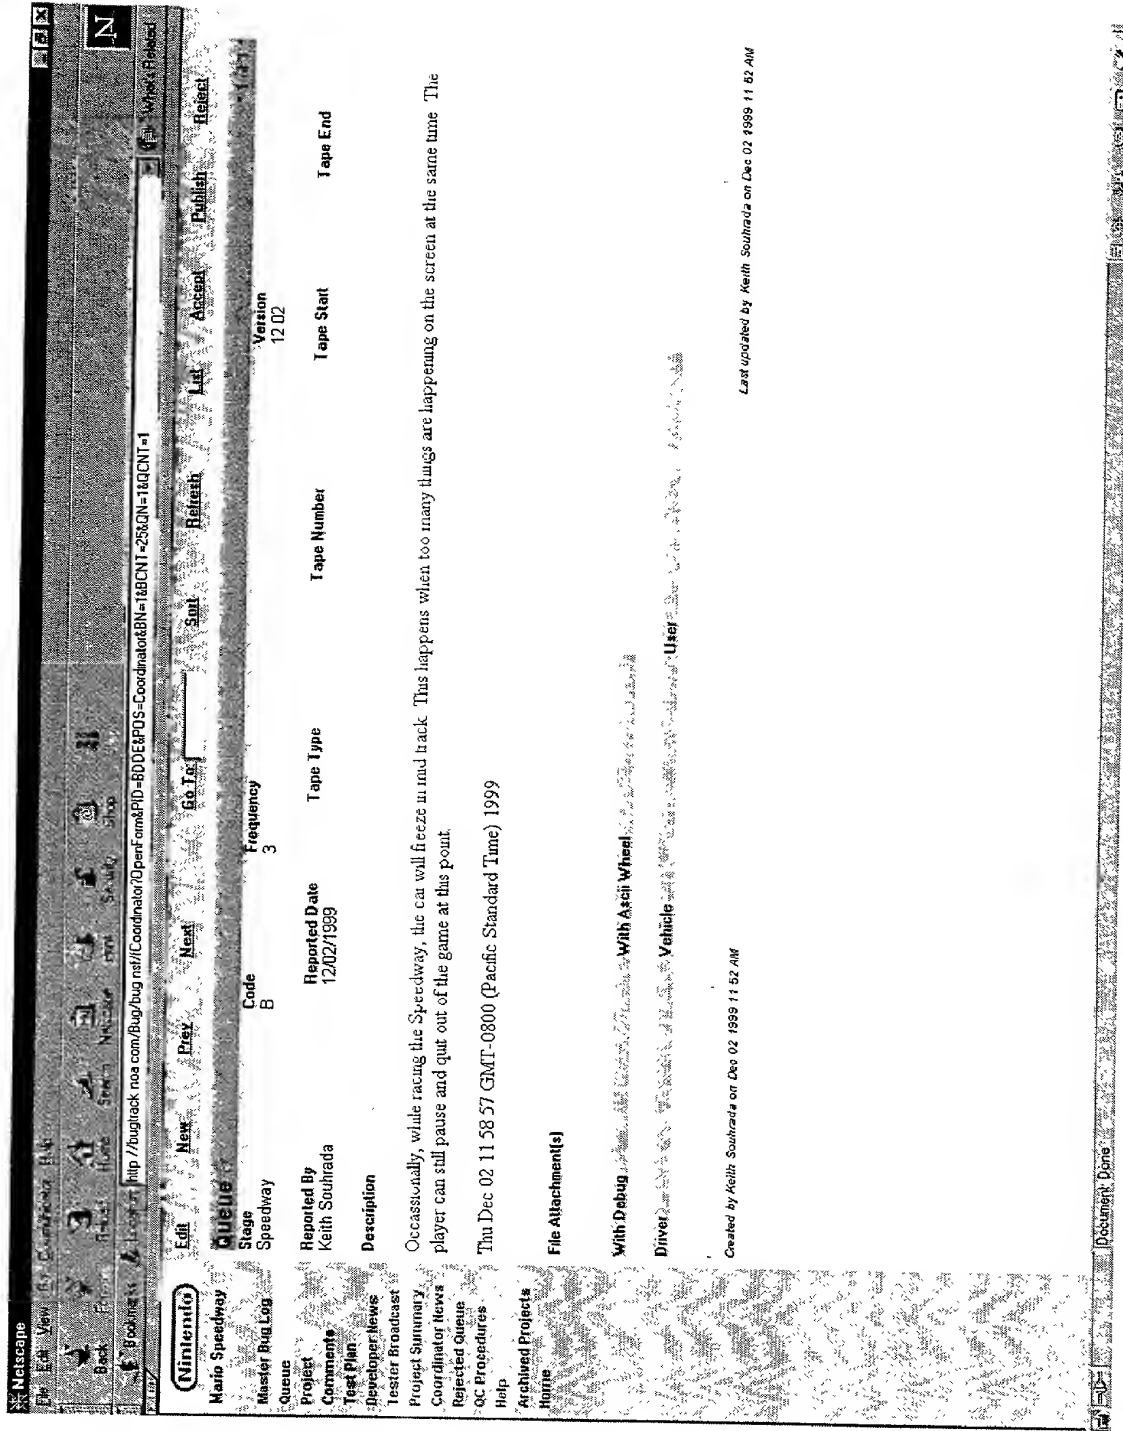 Netscape
File Edit View Go Communicator Help
N
Back Reload Home Search Netscape Print Security Shop
Bookmarks
http //bugtrack noa com/Bug/bug nsf/iCoordinator?OpenForm&PID=BDDE&POS=Coordinator&BN=1&BCNT=25&QN=1&QCNT=1
What's Related
Nintendo
Edit New Prev Next Go To: Sort Refresh List Accept Publish Reject
Mario Speedway
Master Bug Log
Queue
Project
Comments
Test Plan
Developer News
Tester Broadcast
Project Summary
Coordinator News
Rejected Queue
QC Procedures
Help
Archived Projects
Home
Queue
Stage Code Frequency Version
Speedway B 3 12 02
Reported By Reported Date Tape Type Tape Number Tape Start Tape End
Keith Souhrada 12/02/1999
Description
Ocassionally, while racing the Speedway, the car will freeze in mid track This happens when too many things are happening on the screen at the same time The
player can still pause and quit out of the game at this point.
Thu Dec 02 11 58 57 GMT-0800 (Pacific Standard Time) 1999
File Attachment(s)
With Debug With Ascii Wheel
Driver Vehicle User
Created by Keith Souhrada on Dec 02 1999 11 52 AM
Last updated by Keith Souhrada on Dec 02 1999 11 52 AM
Document: Done